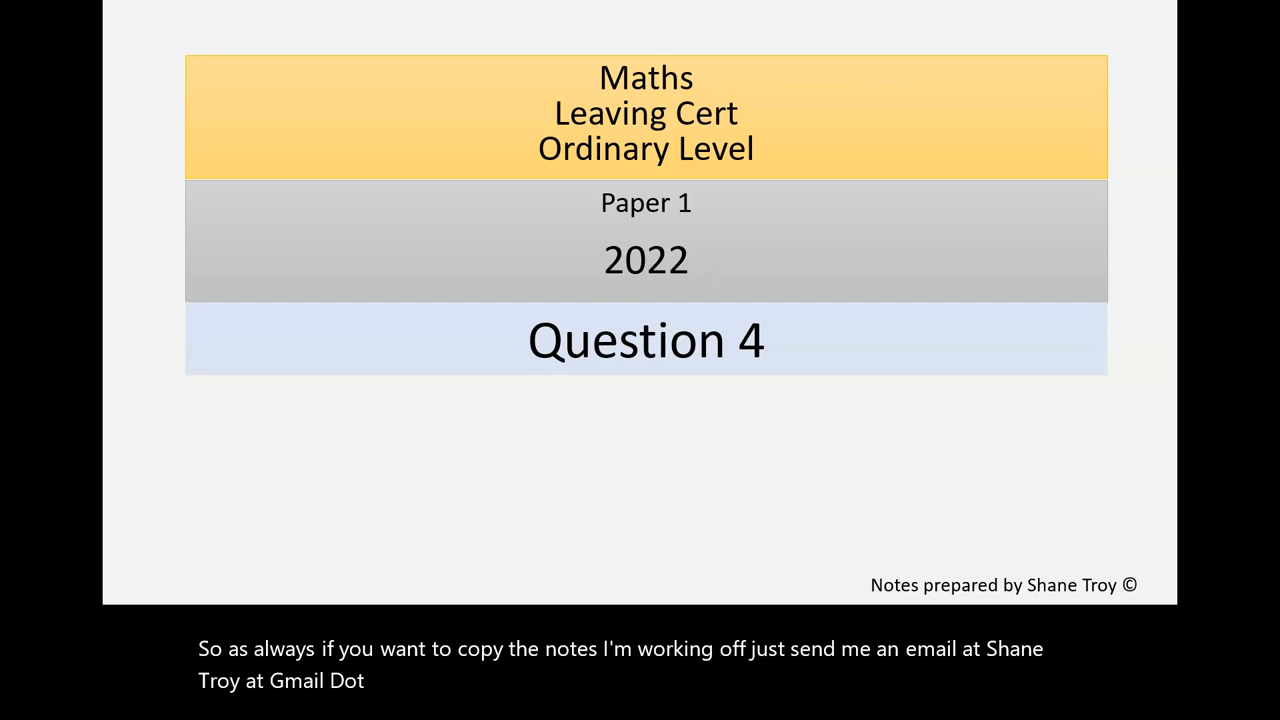 Maths
Leaving Cert
Ordinary Level
Paper 1
2022
Question 4
Notes prepared by Shane Troy ©
So as always if you want to copy the notes I'm working off just send me an email at Shane
Troy at Gmail Dot